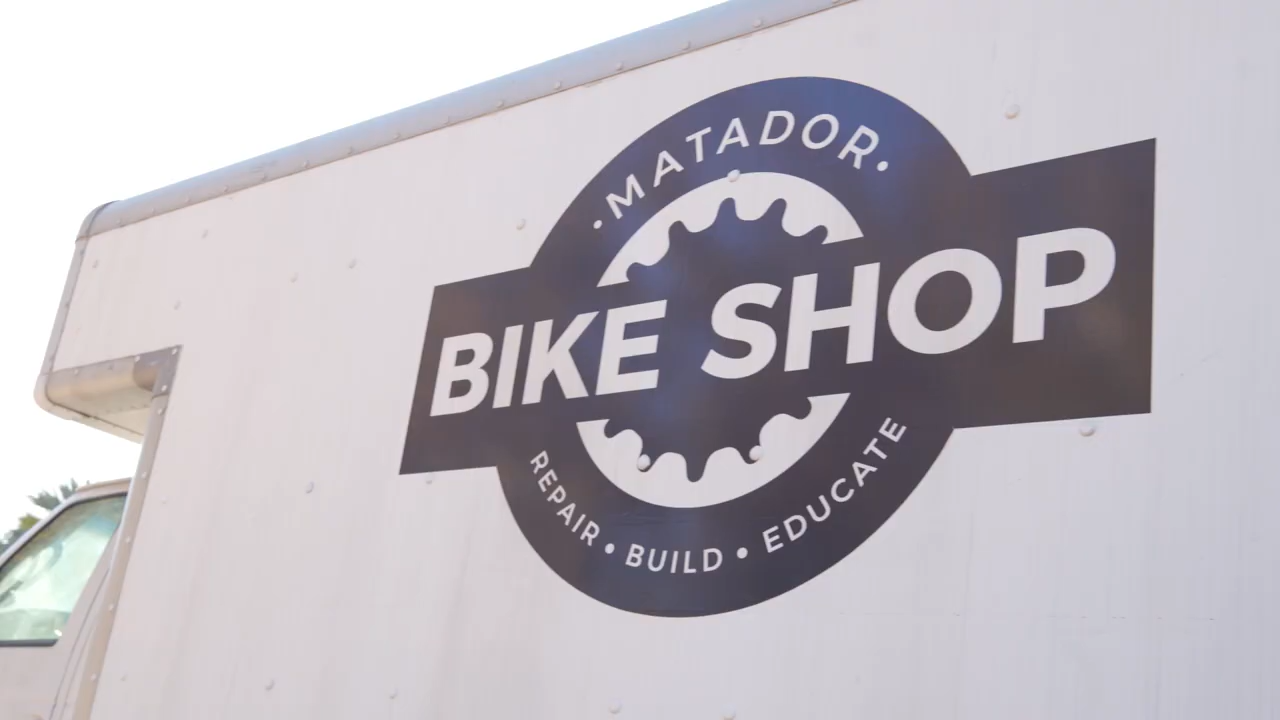 • MATADOR •
BIKE SHOP
REPAIR • BUILD • EDUCATE